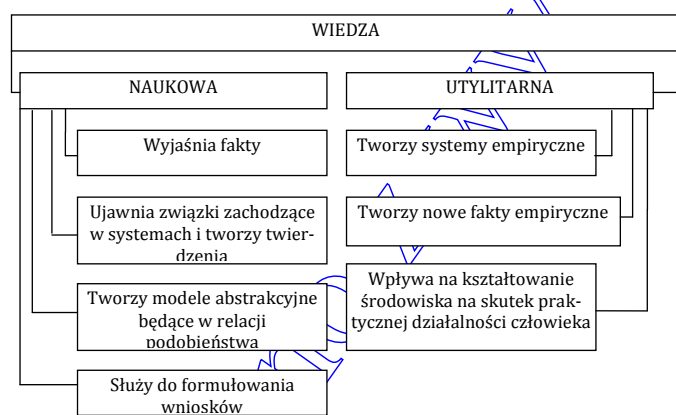 WIEDZA
NAUKOWA
UTYLITARNA
Wyjaśnia fakty
Tworzy systemy empiryczne
Ujawnia związki zachodzące
w systemach i tworzy twier-
dzenia
Tworzy nowe fakty empiryczne
Tworzy modele abstrakcyjne
będące w relacji
podobieństwa
Wpływa na kształtowanie
środowiska na skutek prak-
tycznej działalności człowieka
Służy do formułowania
wniosków